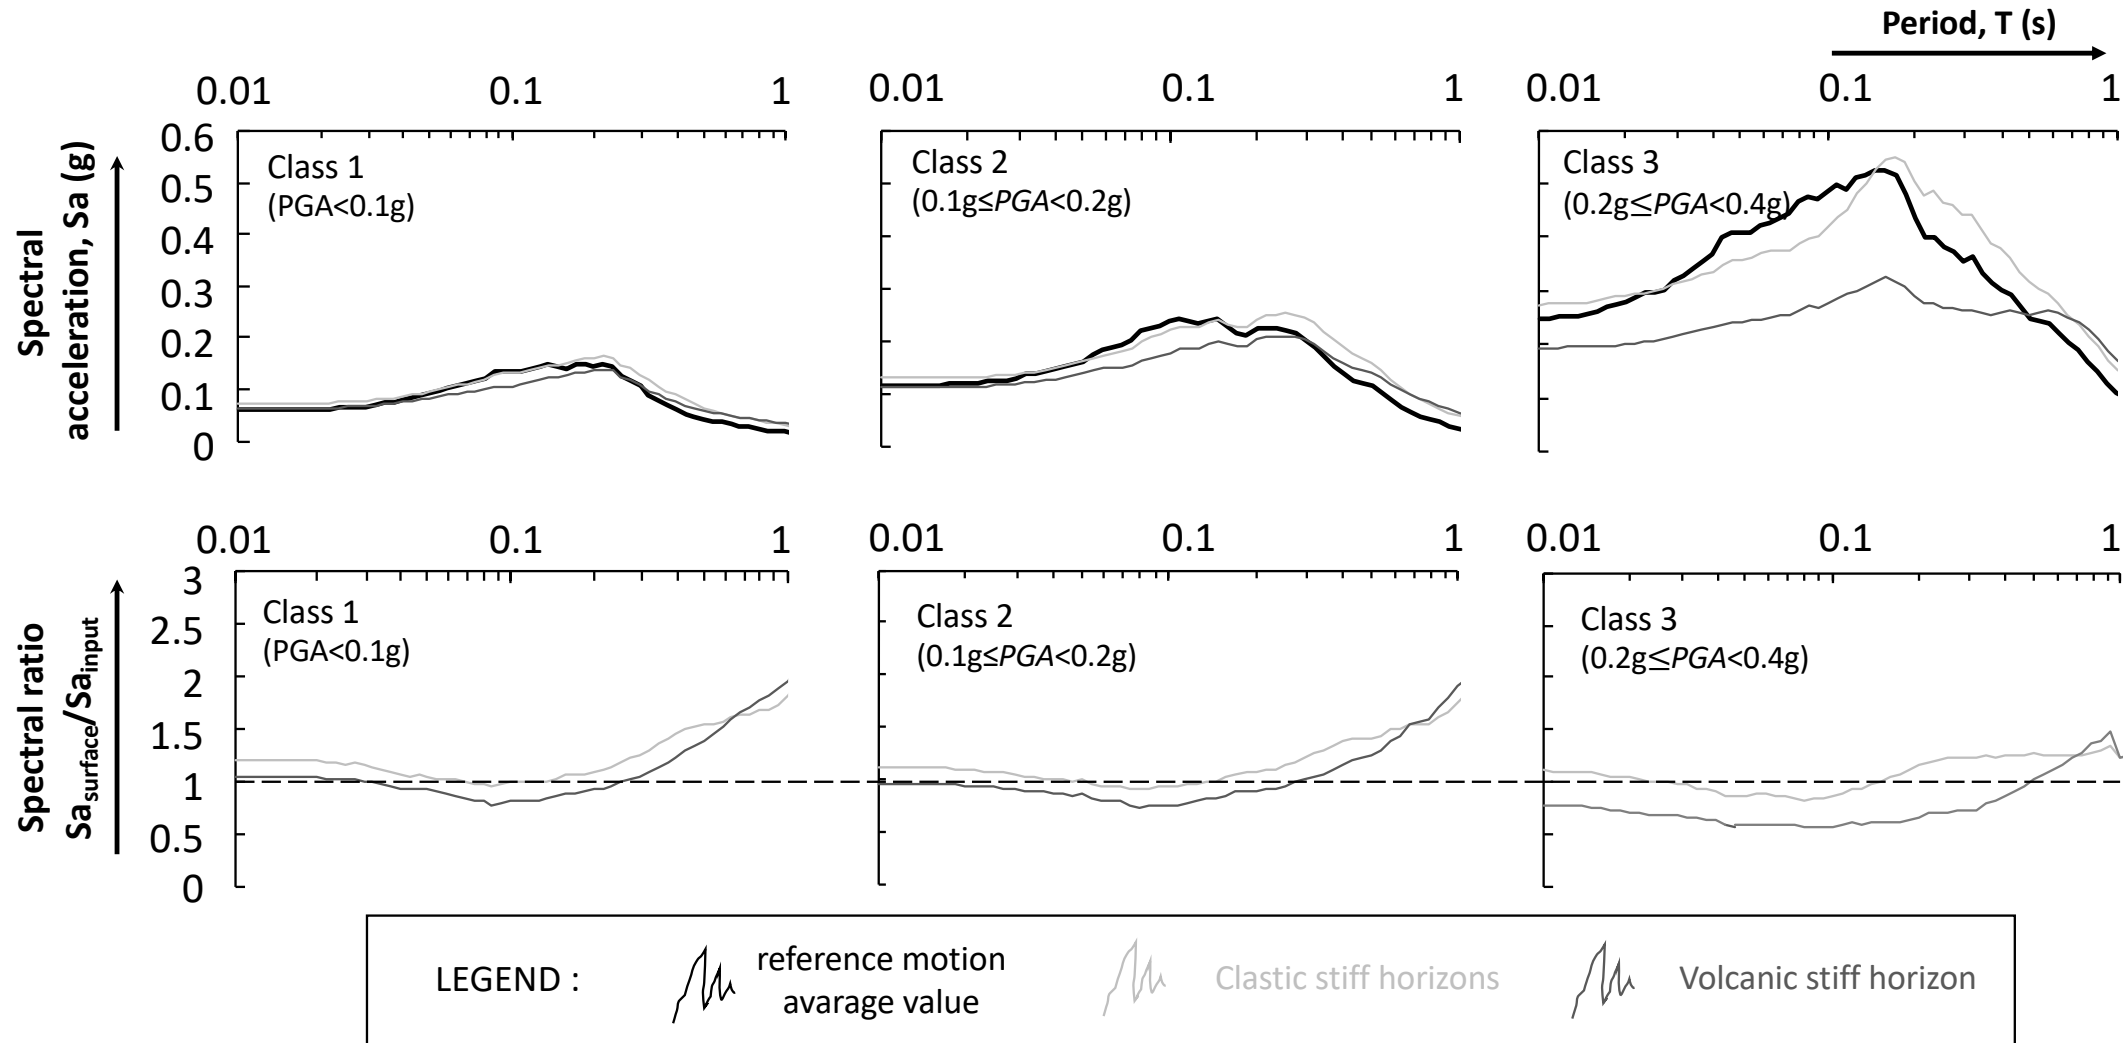 Period, T (s)
0.01 0.1 1
0.01 0.1 1
0.01 0.1 1
Spectral
acceleration, Sa (g)
0.6
0.5
0.4
0.3
0.2
0.1
0
Class 1
(PGA<0.1g)
Class 2
(0.1g≤PGA<0.2g)
Class 3
(0.2g≤PGA<0.4g)
0.01 0.1 1
0.01 0.1 1
0.01 0.1 1
Spectral ratio
Sasurface/Sainput
3
2.5
2
1.5
1
0.5
0
Class 1
(PGA<0.1g)
Class 2
(0.1g≤PGA<0.2g)
Class 3
(0.2g≤PGA<0.4g)
LEGEND :
reference motion
avarage value
Clastic stiff horizons
Volcanic stiff horizon